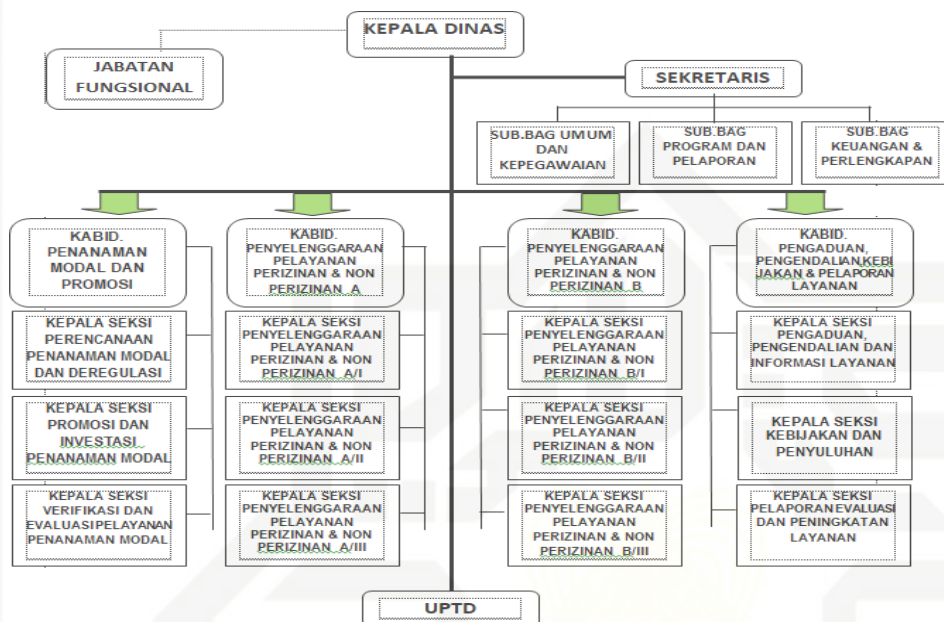 KEPALA DINAS
JABATAN
FUNGSIONAL
SEKRETARIS
SUB.BAG UMUM
DAN
KEPEGAWAIAN
SUB.BAG
PROGRAM DAN
PELAPORAN
SUB.BAG
KEUANGAN &
PERLENGKAPAN
KABID.
PENANAMAN
MODAL DAN
PROMOSI
KABID.
PENYELENGGARAAN
PELAYANAN
PERIZINAN & NON
PERIZINAN A
KABID.
PENYELENGGARAAN
PELAYANAN
PERIZINAN & NON
PERIZINAN B
KABID.
PENGADUAN,
PENGENDALIAN,KEBI
JAKAN & PELAPORAN
LAYANAN
KEPALA SEKSI
PERENCANAAN
PENANAMAN MODAL
DAN DEREGULASI
KEPALA SEKSI
PENYELENGGARAAN
PELAYANAN
PERIZINAN & NON
PERIZINAN A/I
KEPALA SEKSI
PENYELENGGARAAN
PELAYANAN
PERIZINAN & NON
PERIZINAN B/I
KEPALA SEKSI
PENGADUAN,
PENGENDALIAN DAN
INFORMASI LAYANAN
KEPALA SEKSI
PROMOSI DAN
INVESTASI
PENANAMAN MODAL
KEPALA SEKSI
PENYELENGGARAAN
PELAYANAN
PERIZINAN & NON
PERIZINAN A/II
KEPALA SEKSI
PENYELENGGARAAN
PELAYANAN
PERIZINAN & NON
PERIZINAN B/II
KEPALA SEKSI
KEBIJAKAN DAN
PENYULUHAN
KEPALA SEKSI
VERIFIKASI DAN
EVALUASI PELAYANAN
PENANAMAN MODAL
KEPALA SEKSI
PENYELENGGARAAN
PELAYANAN
PERIZINAN & NON
PERIZINAN A/III
KEPALA SEKSI
PENYELENGGARAAN
PELAYANAN
PERIZINAN & NON
PERIZINAN B/III
KEPALA SEKSI
PELAPORAN EVALUASI
DAN PENINGKATAN
LAYANAN
UPTD